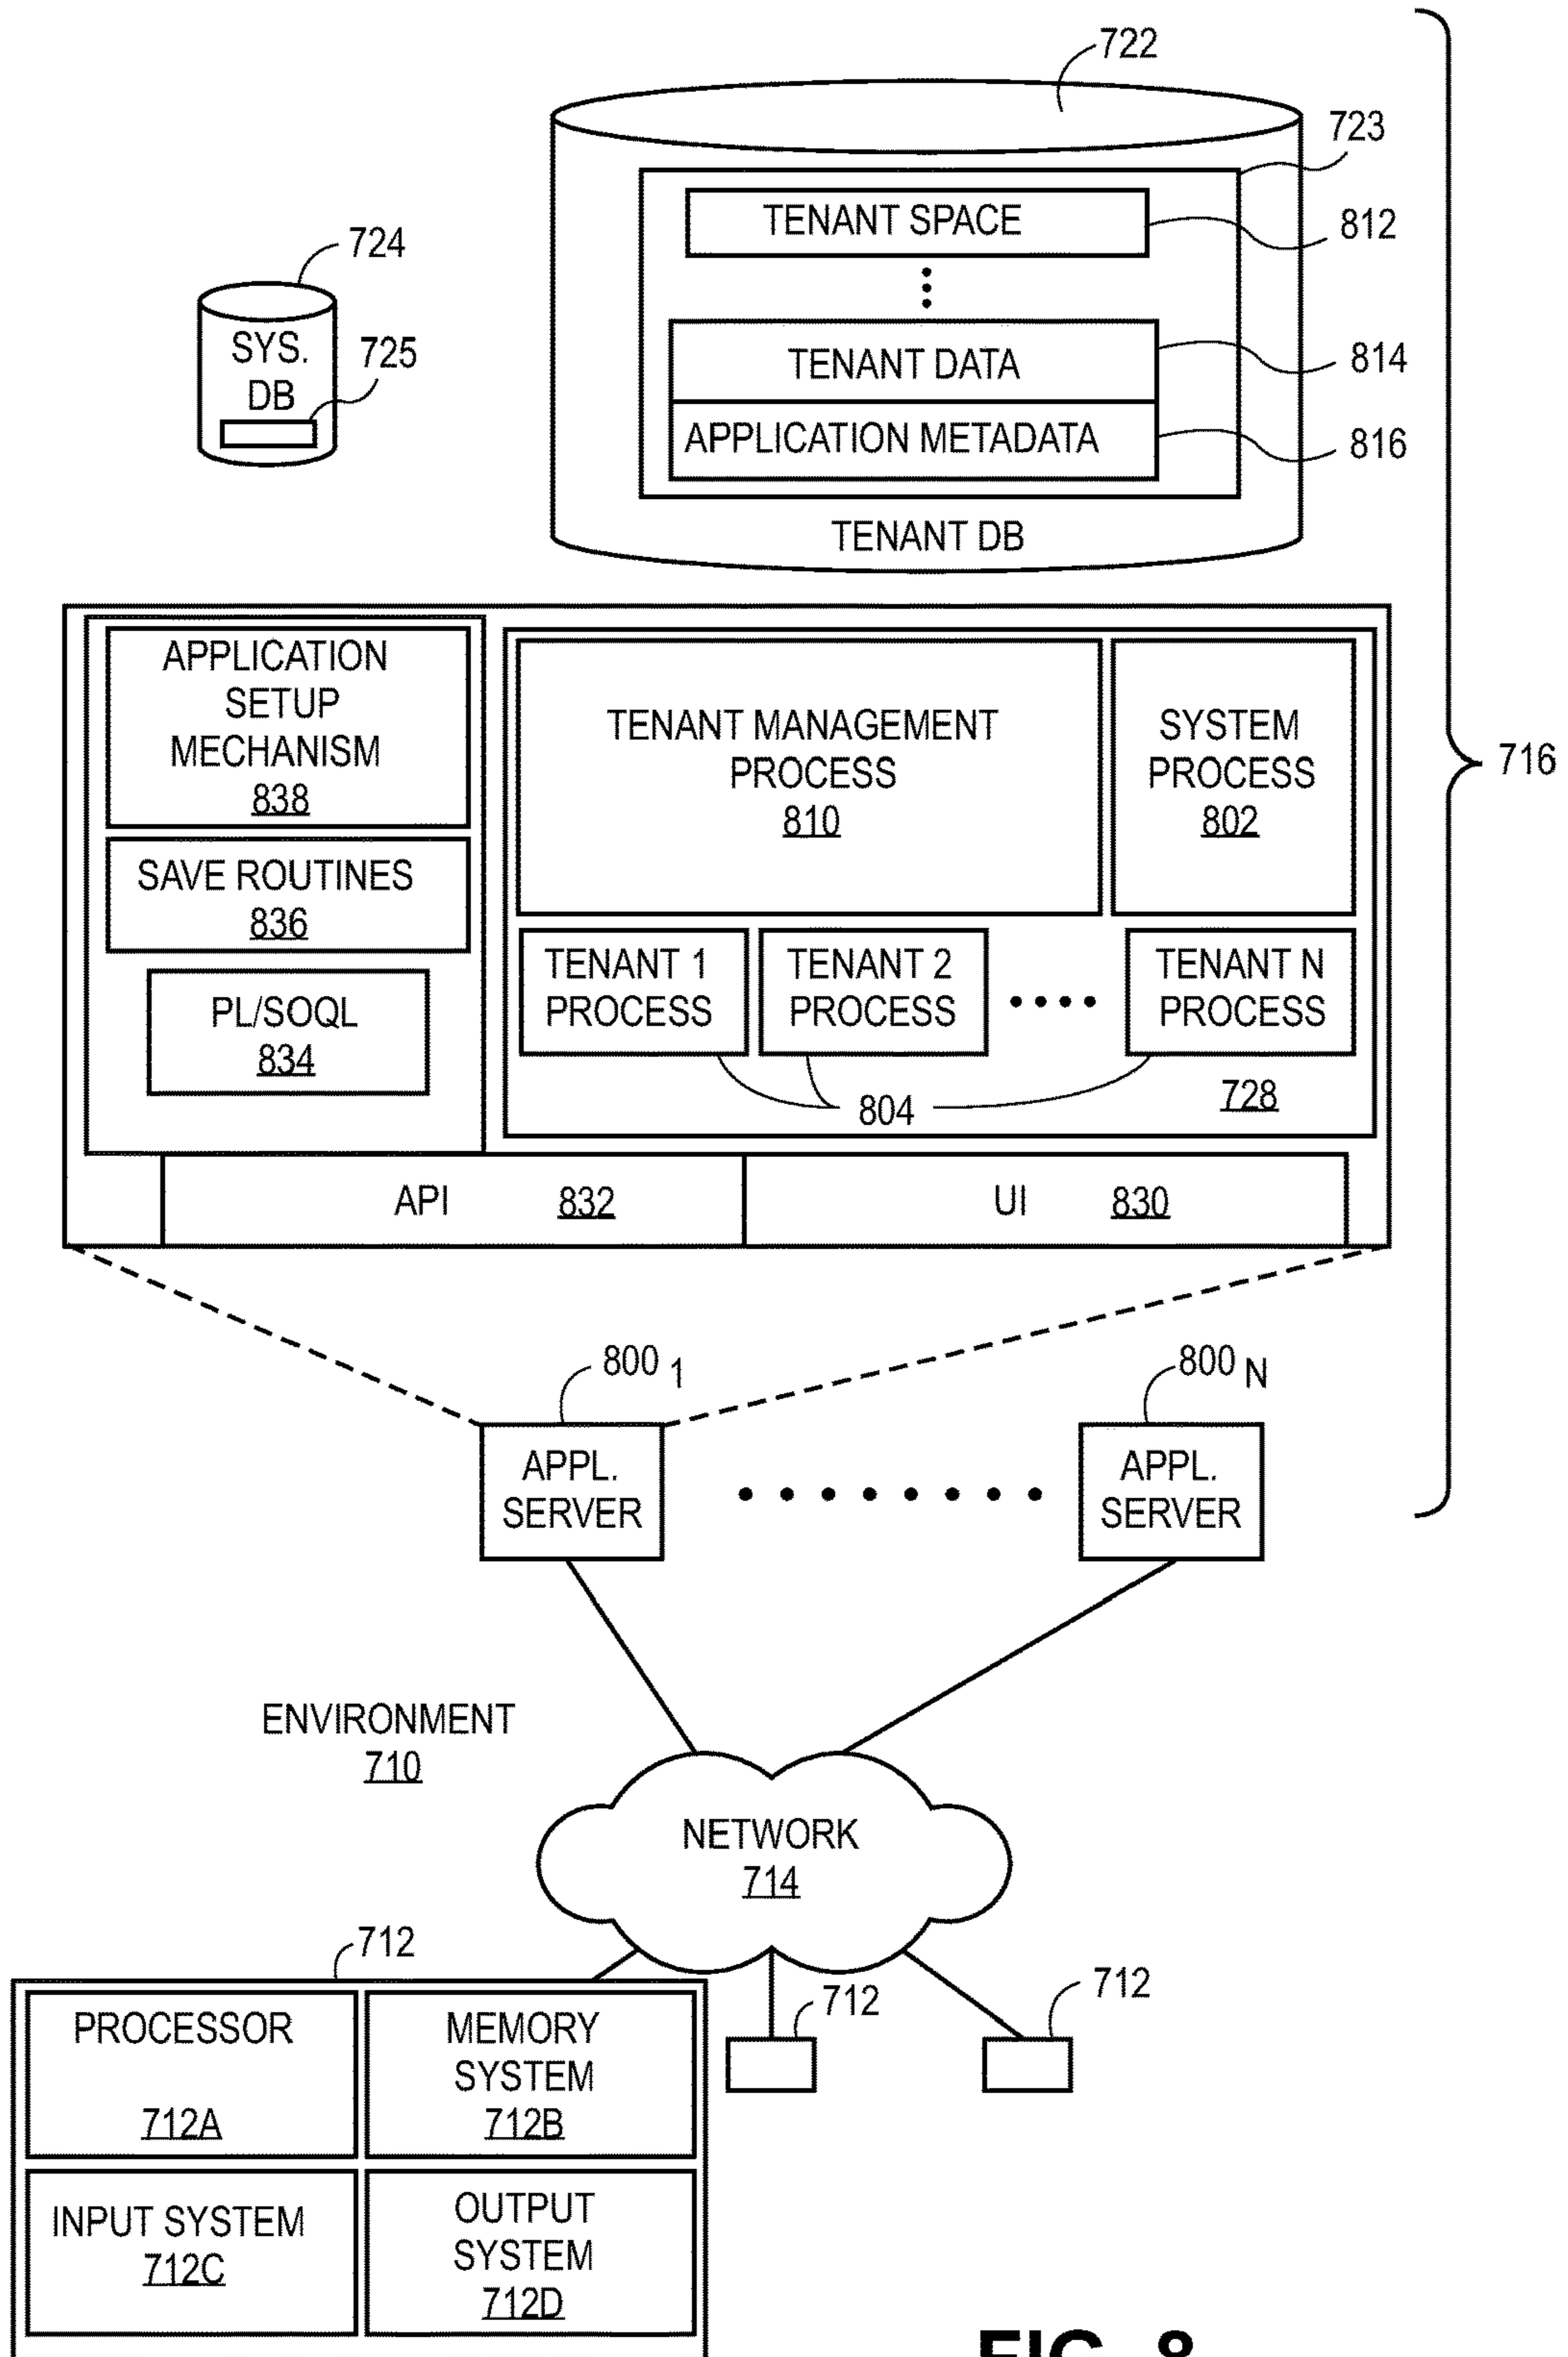 722
723
TENANT SPACE
812
724
SYS.
DB
725
TENANT DATA
814
APPLICATION METADATA
816
TENANT DB
APPLICATION
SETUP
MECHANISM
838
TENANT MANAGEMENT
PROCESS
810
SYSTEM
PROCESS
802
716
SAVE ROUTINES
836
TENANT 1
PROCESS
TENANT 2
PROCESS
TENANT N
PROCESS
PL/SOQL
834
804
728
API 832
UI 830
800 1
800 N
APPL.
SERVER
APPL.
SERVER
ENVIRONMENT
710
NETWORK
714
712
712
712
PROCESSOR
712A
MEMORY
SYSTEM
712B
INPUT SYSTEM
712C
OUTPUT
SYSTEM
712D
FIG. 8